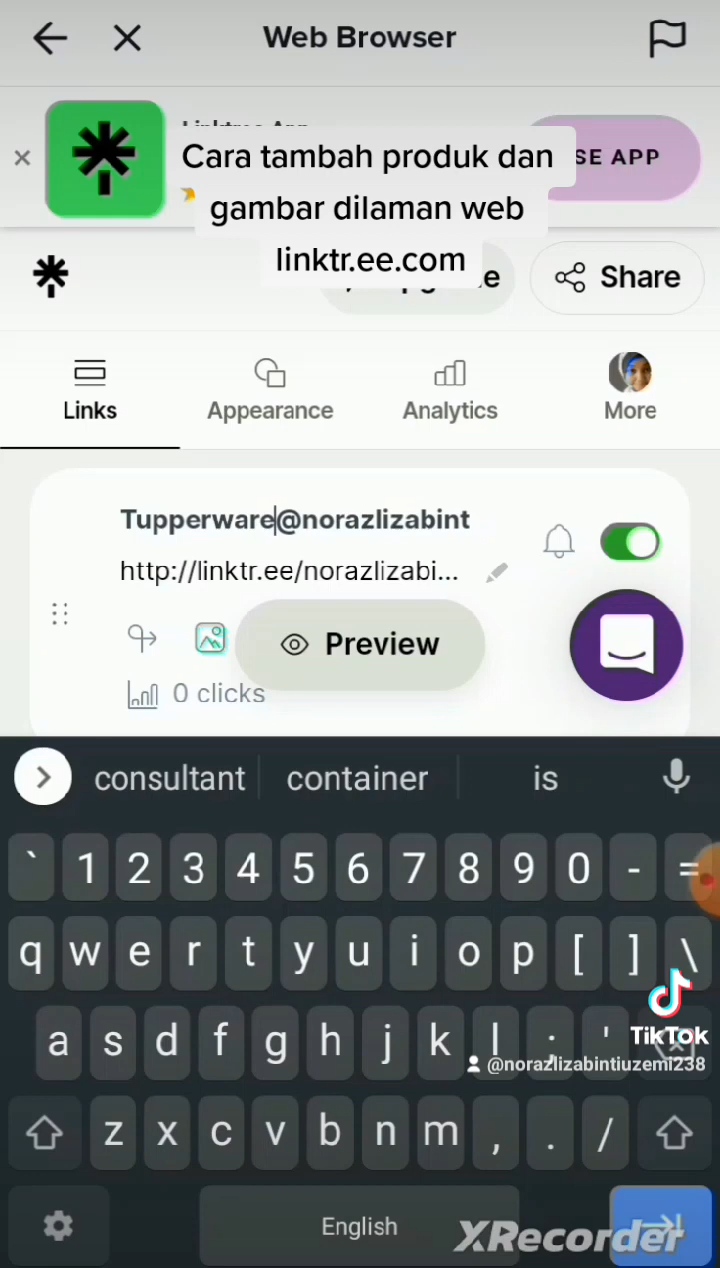 Web Browser
Cara tambah produk dan
gambar dilaman web
linktr.ee.com
SE APP
Share
Links
Appearance
Analytics
More
Tupperware@norazlizabint
http://linktr.ee/norazlizabi...
Preview
0 clicks
consultant
container
is
` 1 2 3 4 5 6 7 8 9 0 - =
q w e r t y u i o p [ ] \
a s d f g h j k l ; '
TikTok
@norazlizabintiuzemi238
z x c v b n m , . /
English
XRecorder